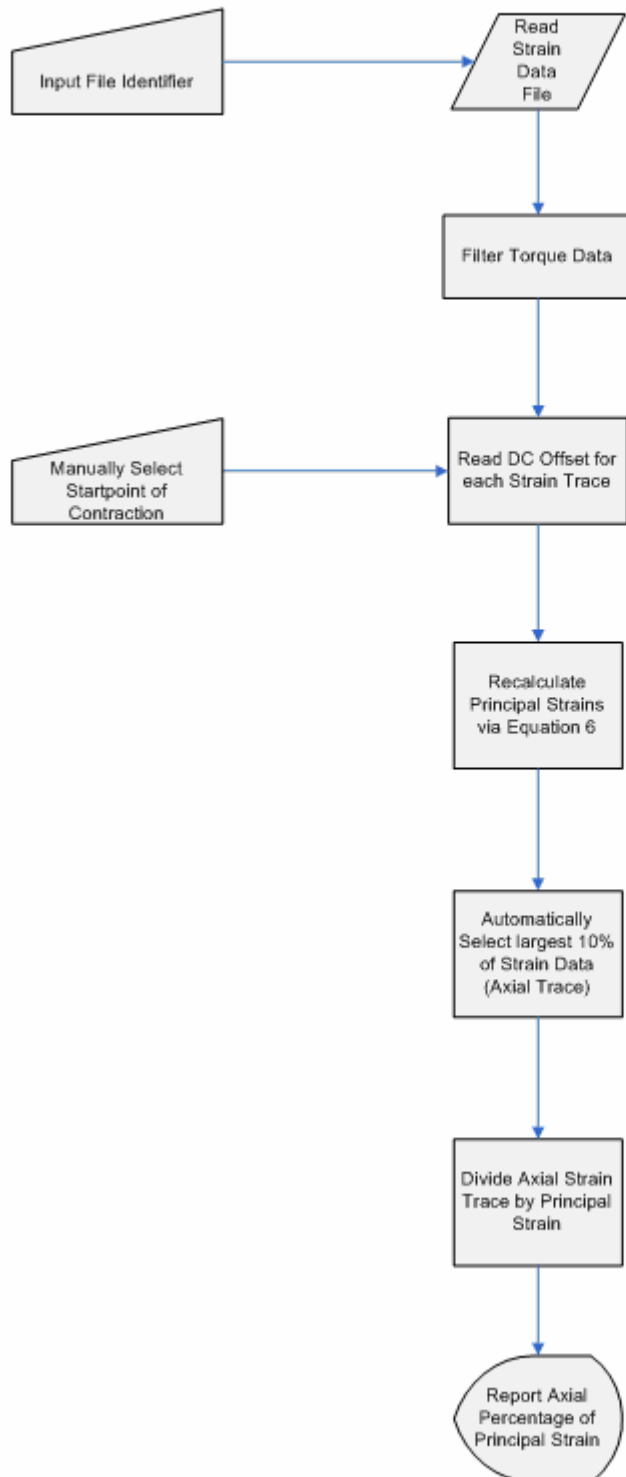 Input File Identifier
Read
Strain
Data
File
Filter Torque Data
Manually Select
Startpoint of
Contraction
Read DC Offset for
each Strain Trace
Recalculate
Principal Strains
via Equation 6
Automatically
Select largest 10%
of Strain Data
(Axial Trace)
Divide Axial Strain
Trace by Principal
Strain
Report Axial
Percentage of
Principal Strain